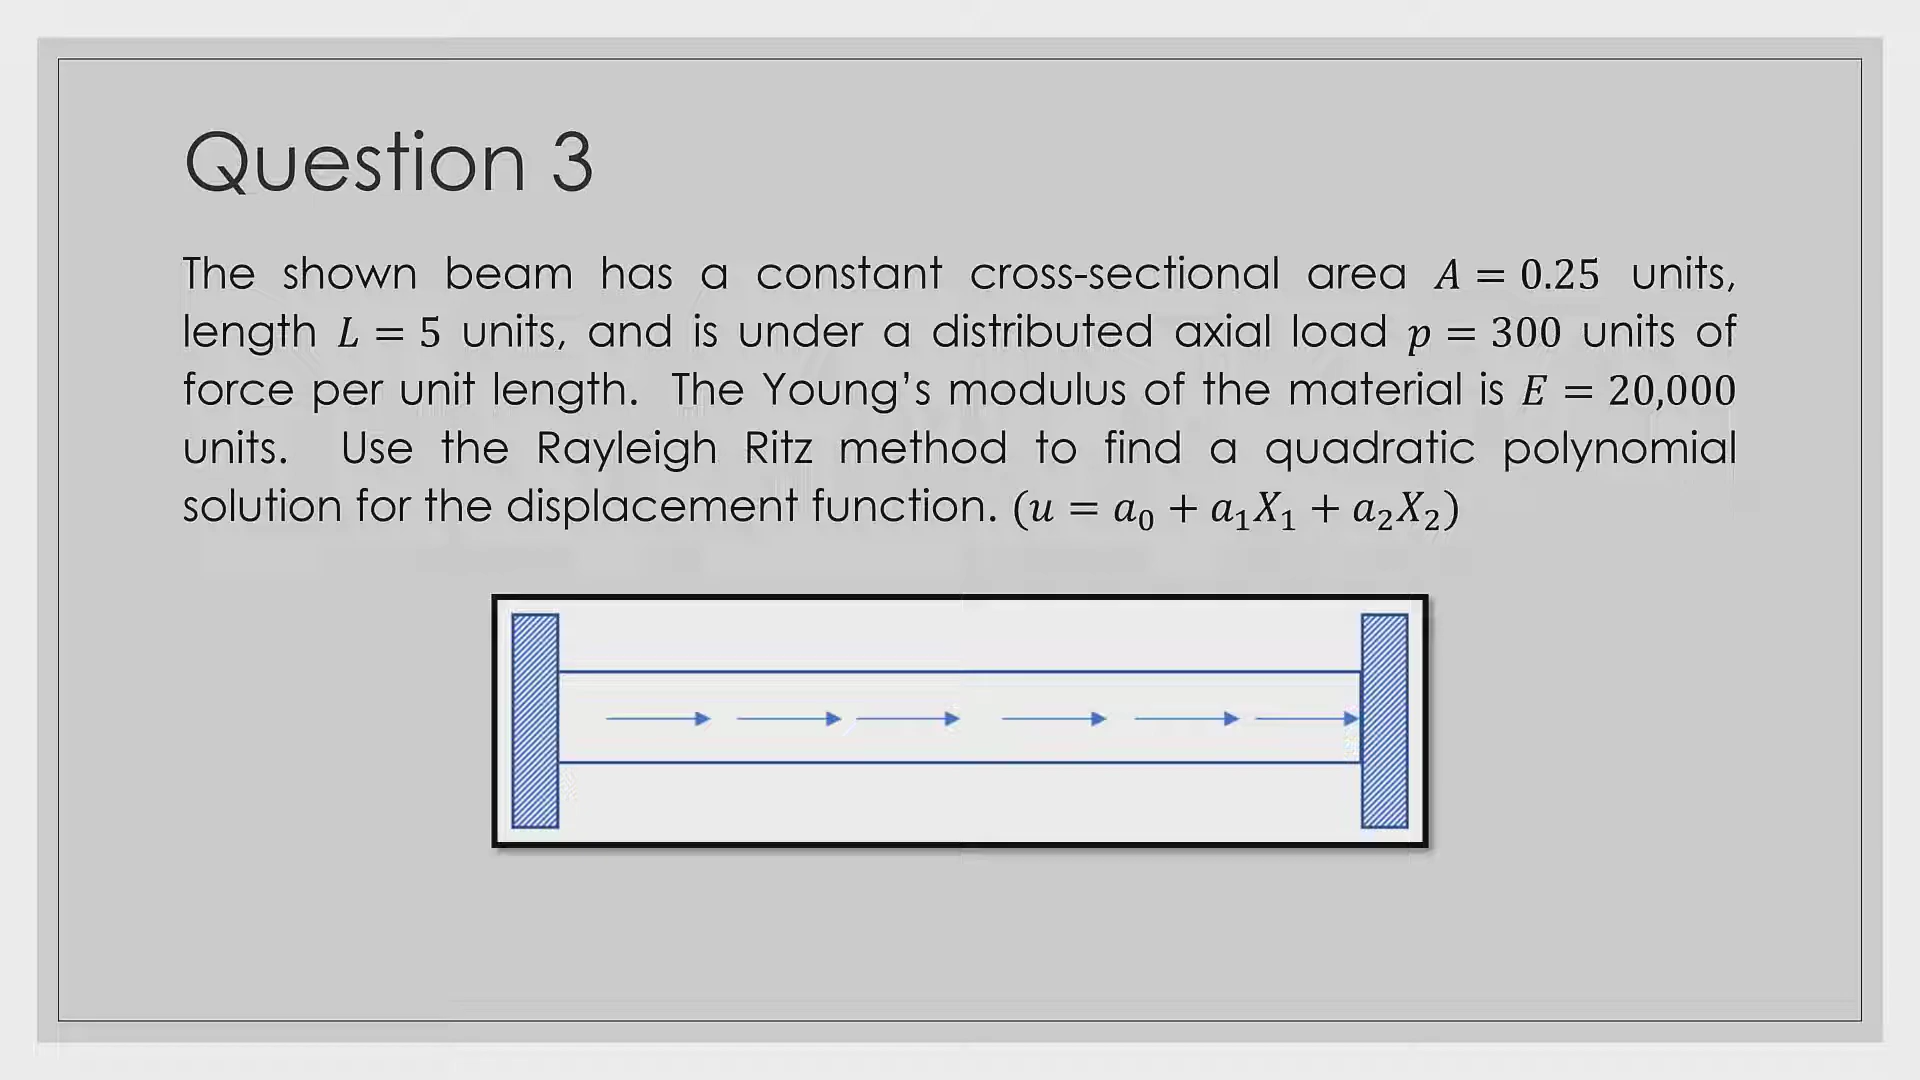 Question 3
The shown beam has a constant cross-sectional area A = 0.25 units,
length L = 5 units, and is under a distributed axial load p = 300 units of
force per unit length. The Young’s modulus of the material is E = 20,000
units. Use the Rayleigh Ritz method to find a quadratic polynomial
solution for the displacement function. (u = a₀ + a₁X₁ + a₂X₂)